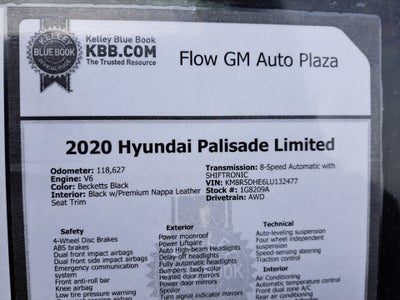 KELLEY
BLUE BOOK
OFFICIAL GUIDE
Kelley Blue Book
KBB.COM
The Trusted Resource
Flow GM Auto Plaza
2020 Hyundai Palisade Limited
Odometer: 118,627
Engine: V6
Color: Becketts Black
Interior: Black w/Premium Nappa Leather
Seat Trim
Transmission: 8-Speed Automatic with
SHIFTRONIC
VIN: KM8R5DHE6LU132477
Stock #: 1G8209A
Drivetrain: AWD
Safety
4-Wheel Disc Brakes
ABS brakes
Dual front impact airbags
Dual front side impact airbags
Emergency communication
system
Front anti-roll bar
Knee airbag
Low tire pressure warning
Exterior
Power moonroof
Power Liftgate
Auto High-beam Headlights
Delay-off headlights
Fully automatic headlights
Bumpers: body-color
Heated door mirrors
Power door mirrors
Spoiler
Turn signal indicator mirrors
Technical
Auto-leveling suspension
Four wheel independent
suspension
Speed-sensing steering
Traction control
Interior
Air Conditioning
Automatic temperature control
Front dual zone A/C
Rear air conditioning